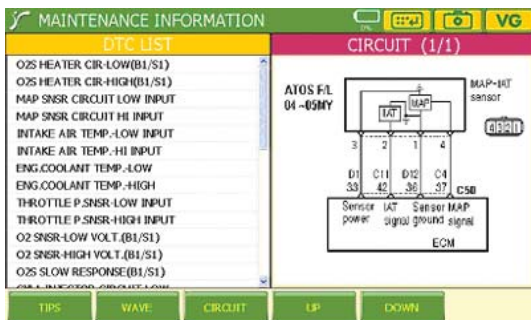 MAINTENANCE INFORMATION
VG
DTC LIST
CIRCUIT (1/1)
O2S HEATER CIR-LOW(B1/S1)
O2S HEATER CIR-HIGH(B1/S1)
MAP SNSR CIRCUIT LOW INPUT
MAP SNSR CIRCUIT HI INPUT
INTAKE AIR TEMP.-LOW INPUT
INTAKE AIR TEMP.-HI INPUT
ENG.COOLANT TEMP.-LOW
ENG.COOLANT TEMP.-HIGH
THROTTLE P.SNSR-LOW INPUT
THROTTLE P.SNSR-HIGH INPUT
O2 SNSR-LOW VOLT.(B1/S1)
O2 SNSR-HIGH VOLT.(B1/S1)
O2S SLOW RESPONSE(B1/S1)
ATOS F/L
04 ~05MY
MAP-IAT
sensor
IAT
MAP
4 3 2 1
3 2 1 4
D1 C11 D12 C4
33 42 36 37 C50
Sensor IAT Sensor MAP
power signal ground signal
ECM
TIPS
WAVE
CIRCUIT
UP
DOWN